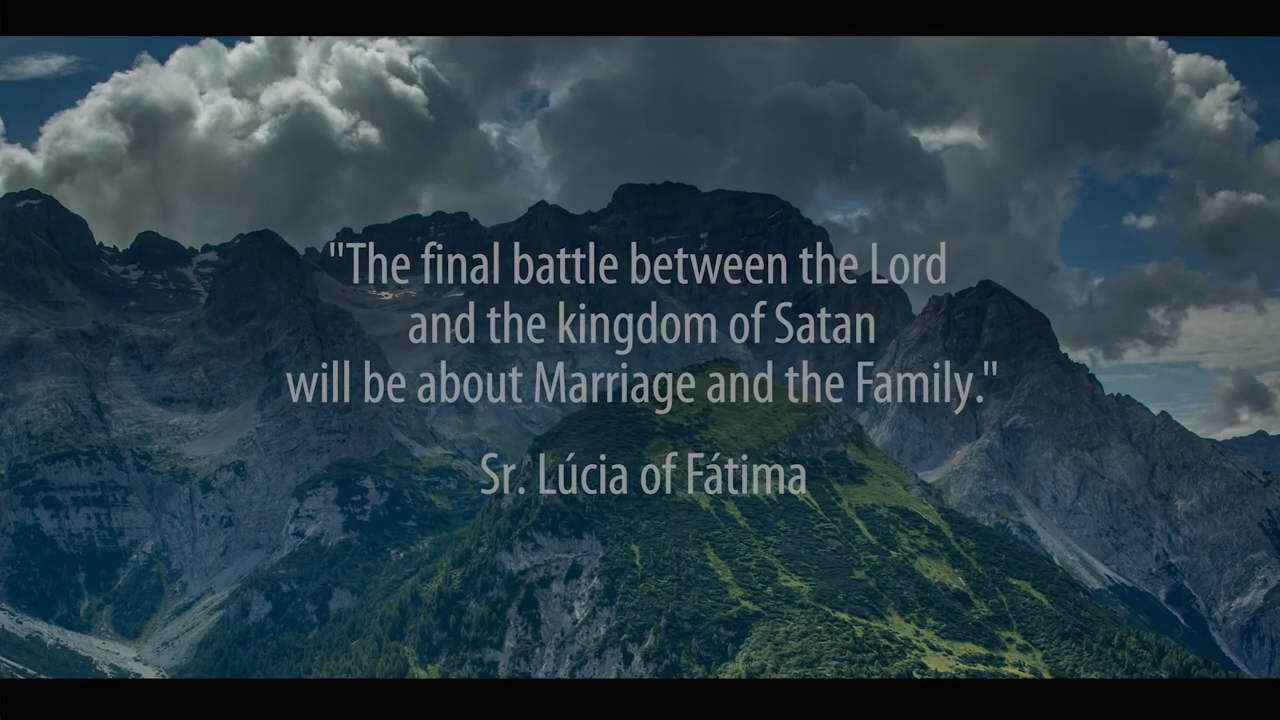 "The final battle between the Lord
and the kingdom of Satan
will be about Marriage and the Family."
Sr. Lúcia of Fátima